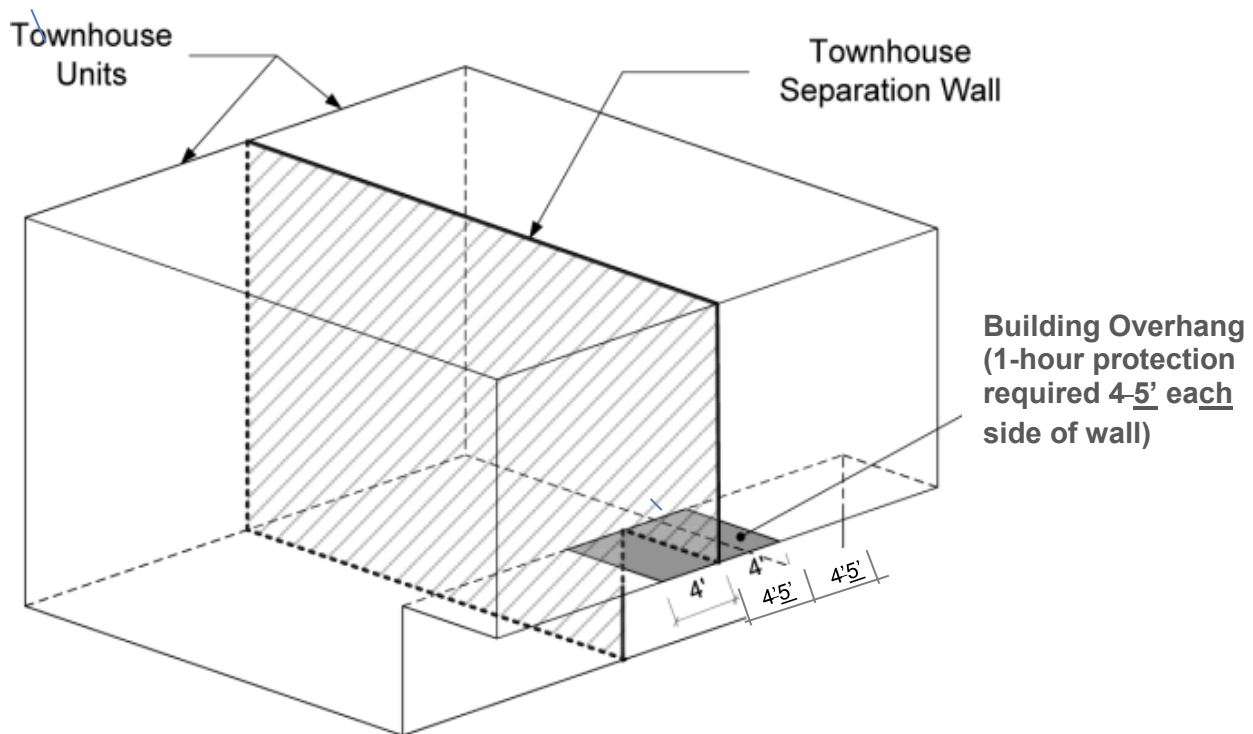 Townhouse
Units
Townhouse
Separation Wall
Building Overhang
(1-hour protection
required 4-5' each
side of wall)
4'
4'
4'5'
4'5'